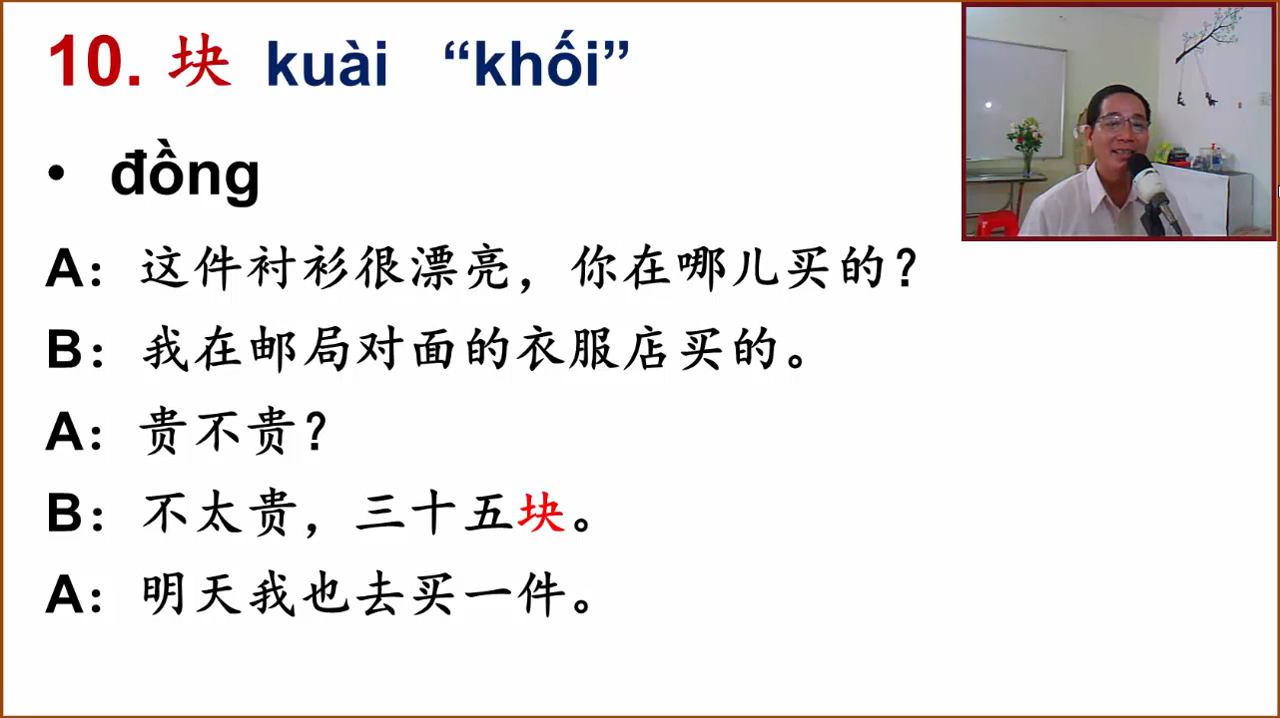 10. 块 kuài “khối”
• đồng
A：这件衬衫很漂亮，你在哪儿买的？
B：我在邮局对面的衣服店买的。
A：贵不贵？
B：不太贵，三十五块。
A：明天我也去买一件。